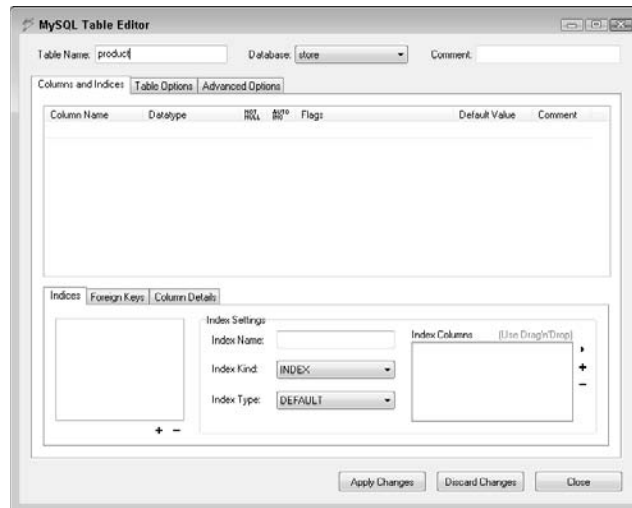 MySQL Table Editor
Table Name: product Database: store Comment:
Columns and Indices Table Options Advanced Options
Column Name Datatype NOT NULL AUTO INC Flags Default Value Comment
Indices Foreign Keys Column Details
Index Settings
Index Name:
Index Kind: INDEX
Index Type: DEFAULT
Index Columns (Use Drag'n'Drop)
Apply Changes Discard Changes Close